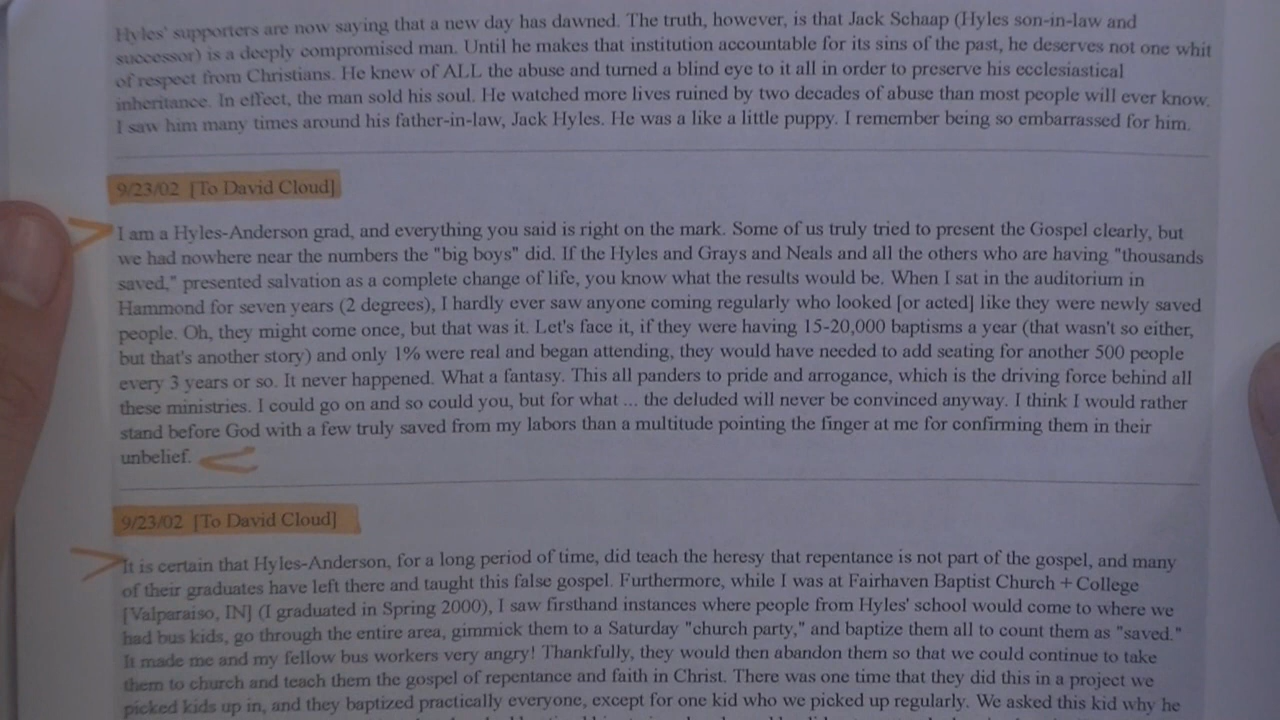 Hyles' supporters are now saying that a new day has dawned. The truth, however, is that Jack Schaap (Hyles son-in-law and
successor) is a deeply compromised man. Until he makes that institution accountable for its sins of the past, he deserves not one whit
of respect from Christians. He knew of ALL the abuse and turned a blind eye to it all in order to preserve his ecclesiastical
inheritance. In effect, the man sold his soul. He watched more lives ruined by two decades of abuse than most people will ever know.
I saw him many times around his father-in-law, Jack Hyles. He was a like a little puppy. I remember being so embarrassed for him.
9/23/02 [To David Cloud]
I am a Hyles-Anderson grad, and everything you said is right on the mark. Some of us truly tried to present the Gospel clearly, but
we had nowhere near the numbers the "big boys" did. If the Hyles and Grays and Neals and all the others who are having "thousands
saved," presented salvation as a complete change of life, you know what the results would be. When I sat in the auditorium in
Hammond for seven years (2 degrees), I hardly ever saw anyone coming regularly who looked [or acted] like they were newly saved
people. Oh, they might come once, but that was it. Let's face it, if they were having 15-20,000 baptisms a year (that wasn't so either,
but that's another story) and only 1% were real and began attending, they would have needed to add seating for another 500 people
every 3 years or so. It never happened. What a fantasy. This all panders to pride and arrogance, which is the driving force behind all
these ministries. I could go on and so could you, but for what ... the deluded will never be convinced anyway. I think I would rather
stand before God with a few truly saved from my labors than a multitude pointing the finger at me for confirming them in their
unbelief.
9/23/02 [To David Cloud]
It is certain that Hyles-Anderson, for a long period of time, did teach the heresy that repentance is not part of the gospel, and many
of their graduates have left there and taught this false gospel. Furthermore, while I was at Fairhaven Baptist Church + College
[Valparaiso, IN] (I graduated in Spring 2000), I saw firsthand instances where people from Hyles' school would come to where we
had bus kids, go through the entire area, gimmick them to a Saturday "church party," and baptize them all to count them as "saved."
It made me and my fellow bus workers very angry! Thankfully, they would then abandon them so that we could continue to take
them to church and teach them the gospel of repentance and faith in Christ. There was one time that they did this in a project we
picked kids up in, and they baptized practically everyone, except for one kid who we picked up regularly. We asked this kid why he